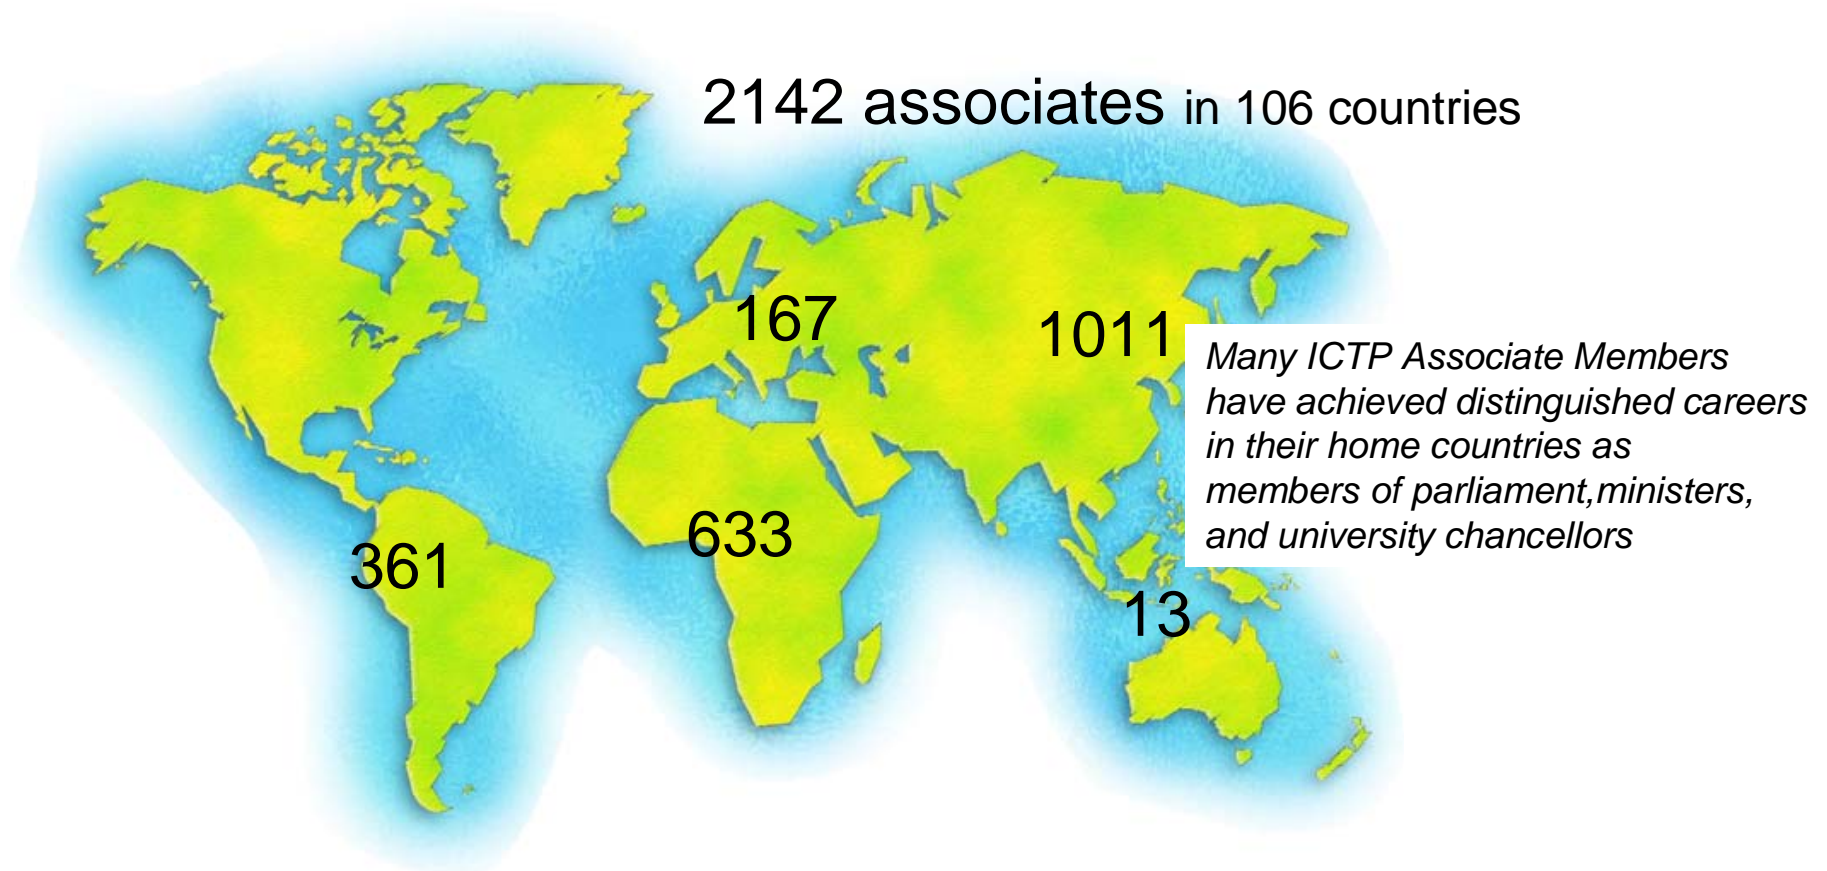 2142 associates in 106 countries
167
1011
Many ICTP Associate Members
have achieved distinguished careers
in their home countries as
members of parliament,ministers,
and university chancellors
633
361
13